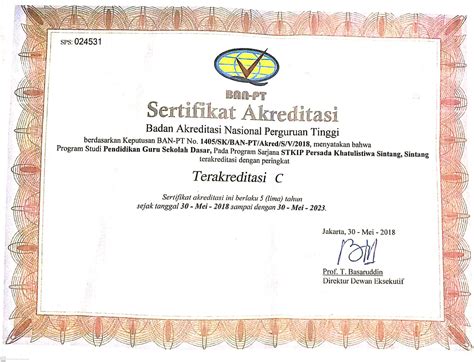 SPS: 024531
BAN-PT
Sertifikat Akreditasi
Badan Akreditasi Nasional Perguruan Tinggi
berdasarkan Keputusan BAN-PT No. 1405/SK/BAN-PT/Akred/S/V/2018, menyatakan bahwa
Program Studi Pendidikan Guru Sekolah Dasar, Pada Program Sarjana STKIP Persada Khatulistiwa Sintang, Sintang
terakreditasi dengan peringkat
Terakreditasi C
Sertifikat akreditasi ini berlaku 5 (lima) tahun
sejak tanggal 30 - Mei - 2018 sampai dengan 30 - Mei - 2023.
Jakarta, 30 - Mei - 2018
Prof. T. Basaruddin
Direktur Dewan Eksekutif